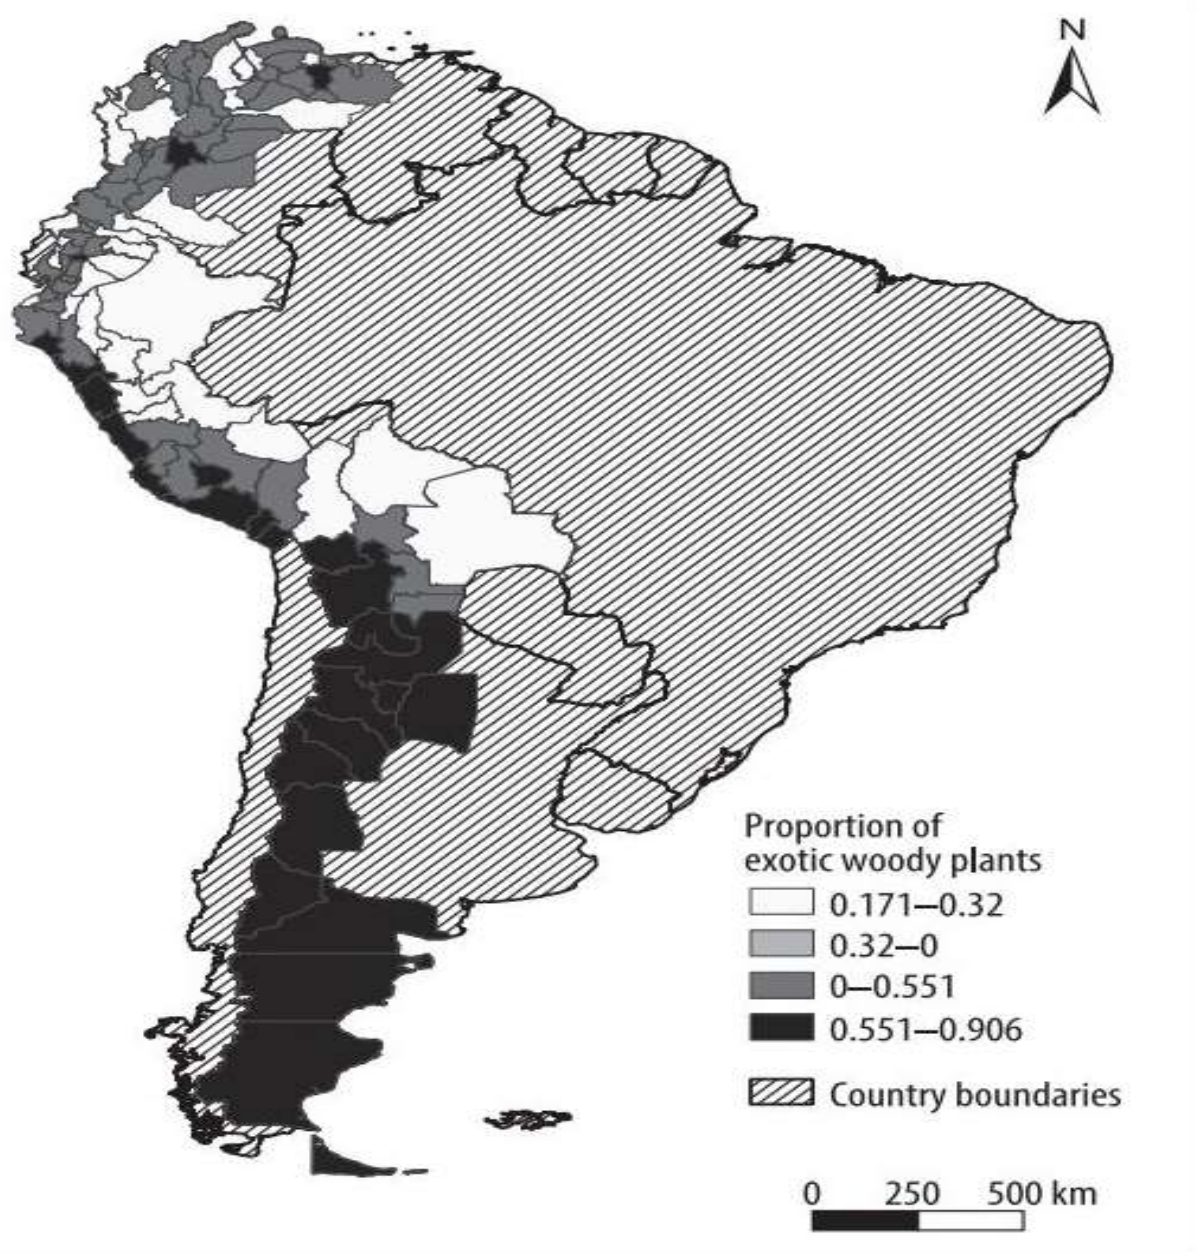 N
Proportion of
exotic woody plants
0.171–0.32
0.32–0
0–0.551
0.551–0.906
Country boundaries
0 250 500 km